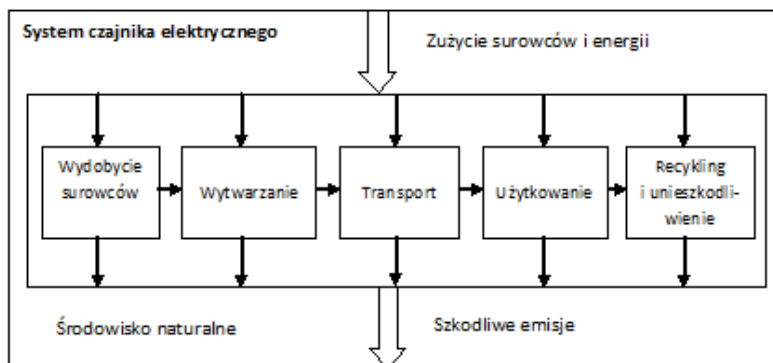 System czajnika elektrycznego
Zużycie surowców i energii
Wydobycie
surowców
Wytwarzanie
Transport
Użytkowanie
Recykling
i unieszkodli-
wienie
Środowisko naturalne
Szkodliwe emisje